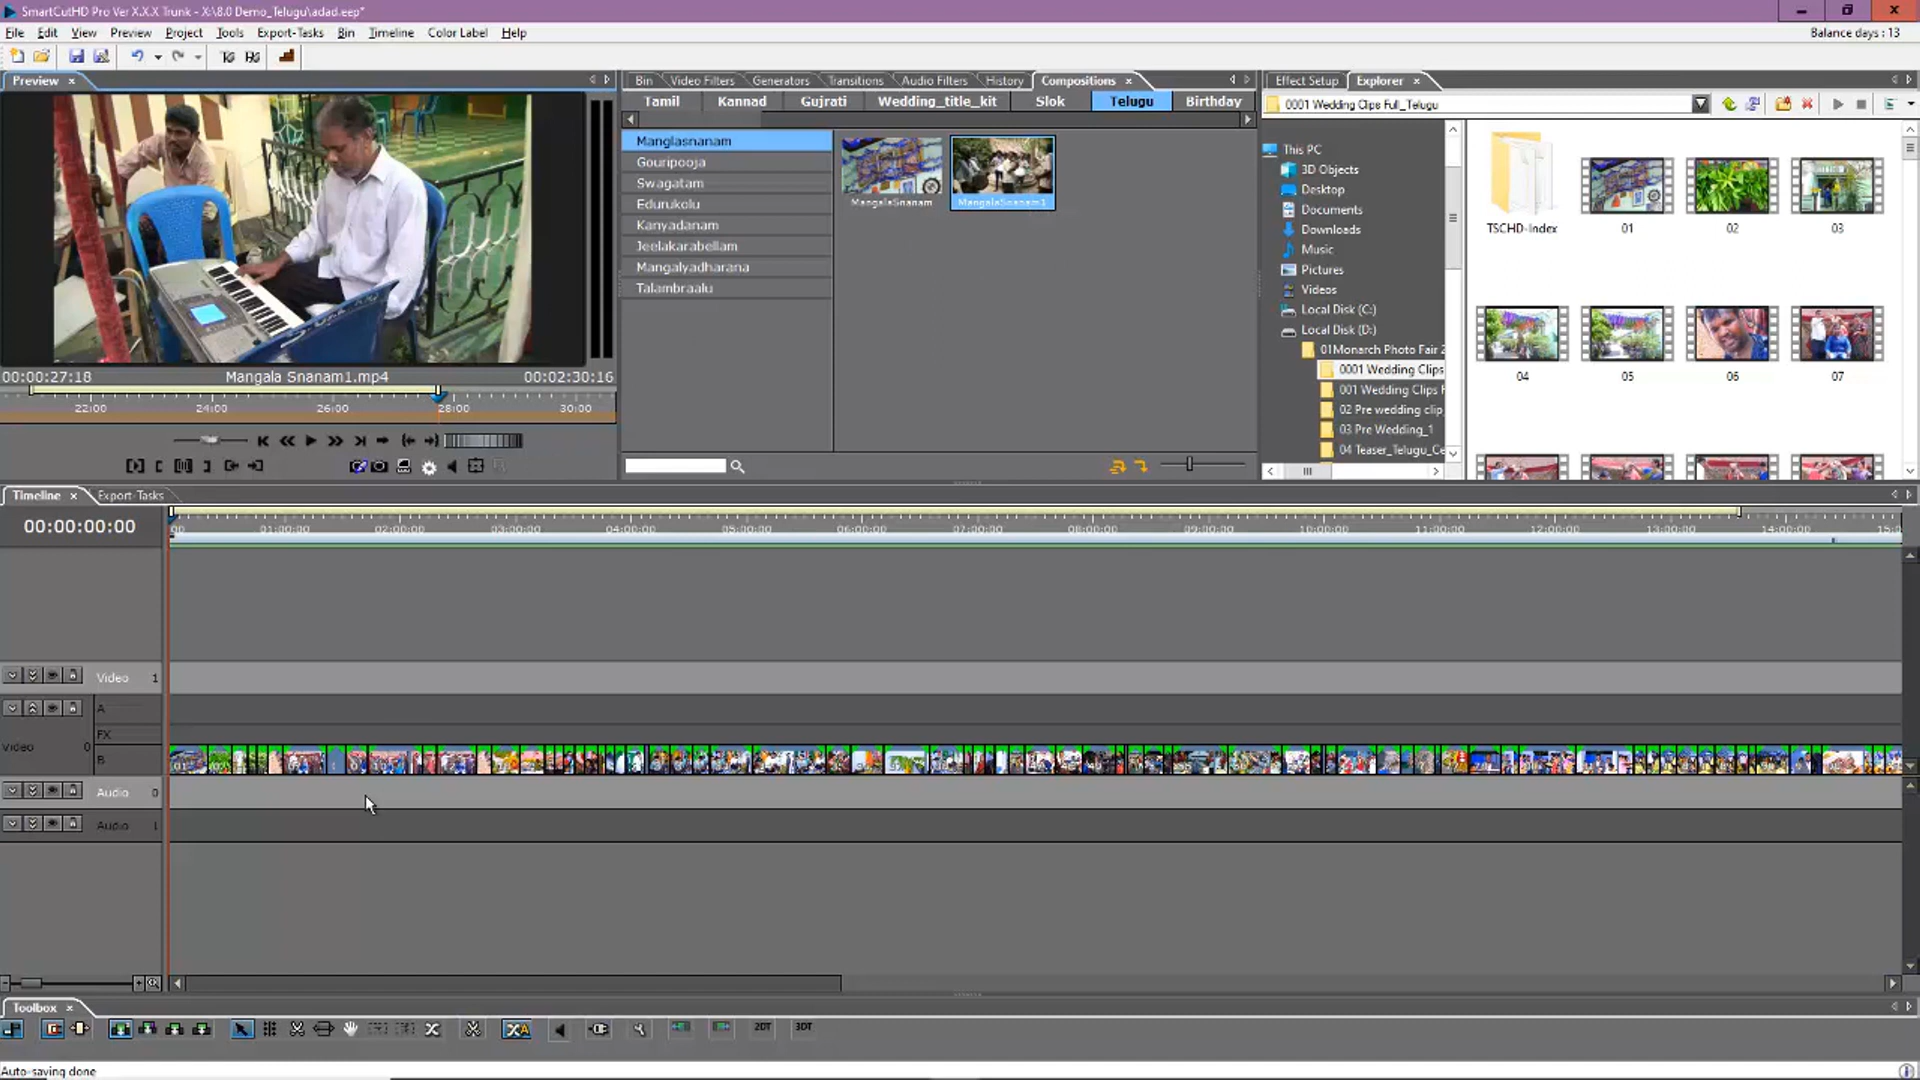 SmartCutHD Pro Ver X.X.X Trunk - X:\8.0 Demo_Telugu\adad.eep*
File Edit View Preview Project Tools Export-Tasks Bin Timeline Color Label Help
Balance days : 13
Preview
Bin Video Filters Generators Transitions Audio Filters History Compositions
Effect Setup Explorer
Tamil Kannad Gujrati Wedding_title_kit Slok Telugu Birthday
0001 Wedding Clips Full_Telugu
Manglasnanam
Gouripooja
Swagatam
Edurukolu
Kanyadanam
Jeelakarabellam
Mangalyadharana
Talambraalu
MangalaSnanam
MangalaSnanam1
This PC
3D Objects
Desktop
Documents
Downloads
Music
Pictures
Videos
Local Disk (C:)
Local Disk (D:)
01Monarch Photo Fair 2
0001 Wedding Clips
001 Wedding Clips F
02 Pre wedding clip
03 Pre Wedding_1
04 Teaser_Telugu_Ce
TSCHD-Index
01
02
03
04
05
06
07
00:00:27:18 Mangala Snanam1.mp4 00:02:30:16
22:00 24:00 26:00 28:00 30:00
Timeline Export-Tasks
00:00:00:00
00 01:00:00 02:00:00 03:00:00 04:00:00 05:00:00 06:00:00 07:00:00 08:00:00 09:00:00 10:00:00 11:00:00 12:00:00 13:00:00 14:00:00 15:0
Video 1
A
FX
Video 0
B
Audio 0
Audio 1
Toolbox
XA
2DT
3DT
Auto-saving done